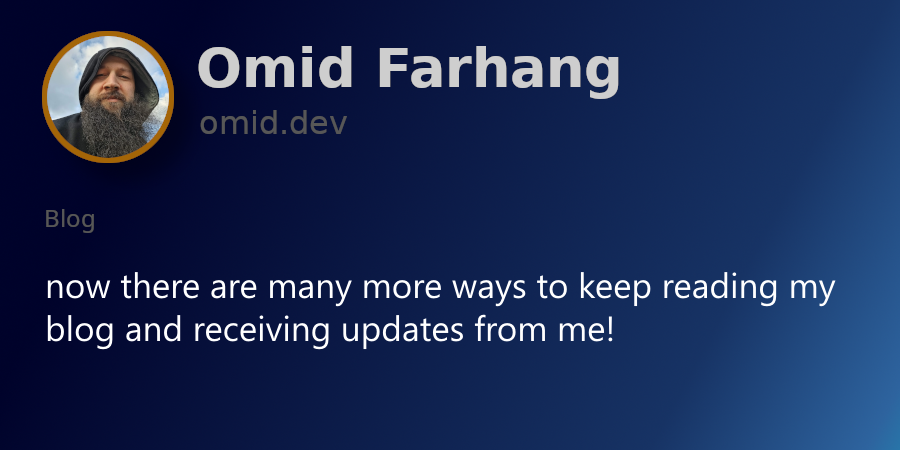 Omid Farhang
omid.dev
Blog
now there are many more ways to keep reading my
blog and receiving updates from me!